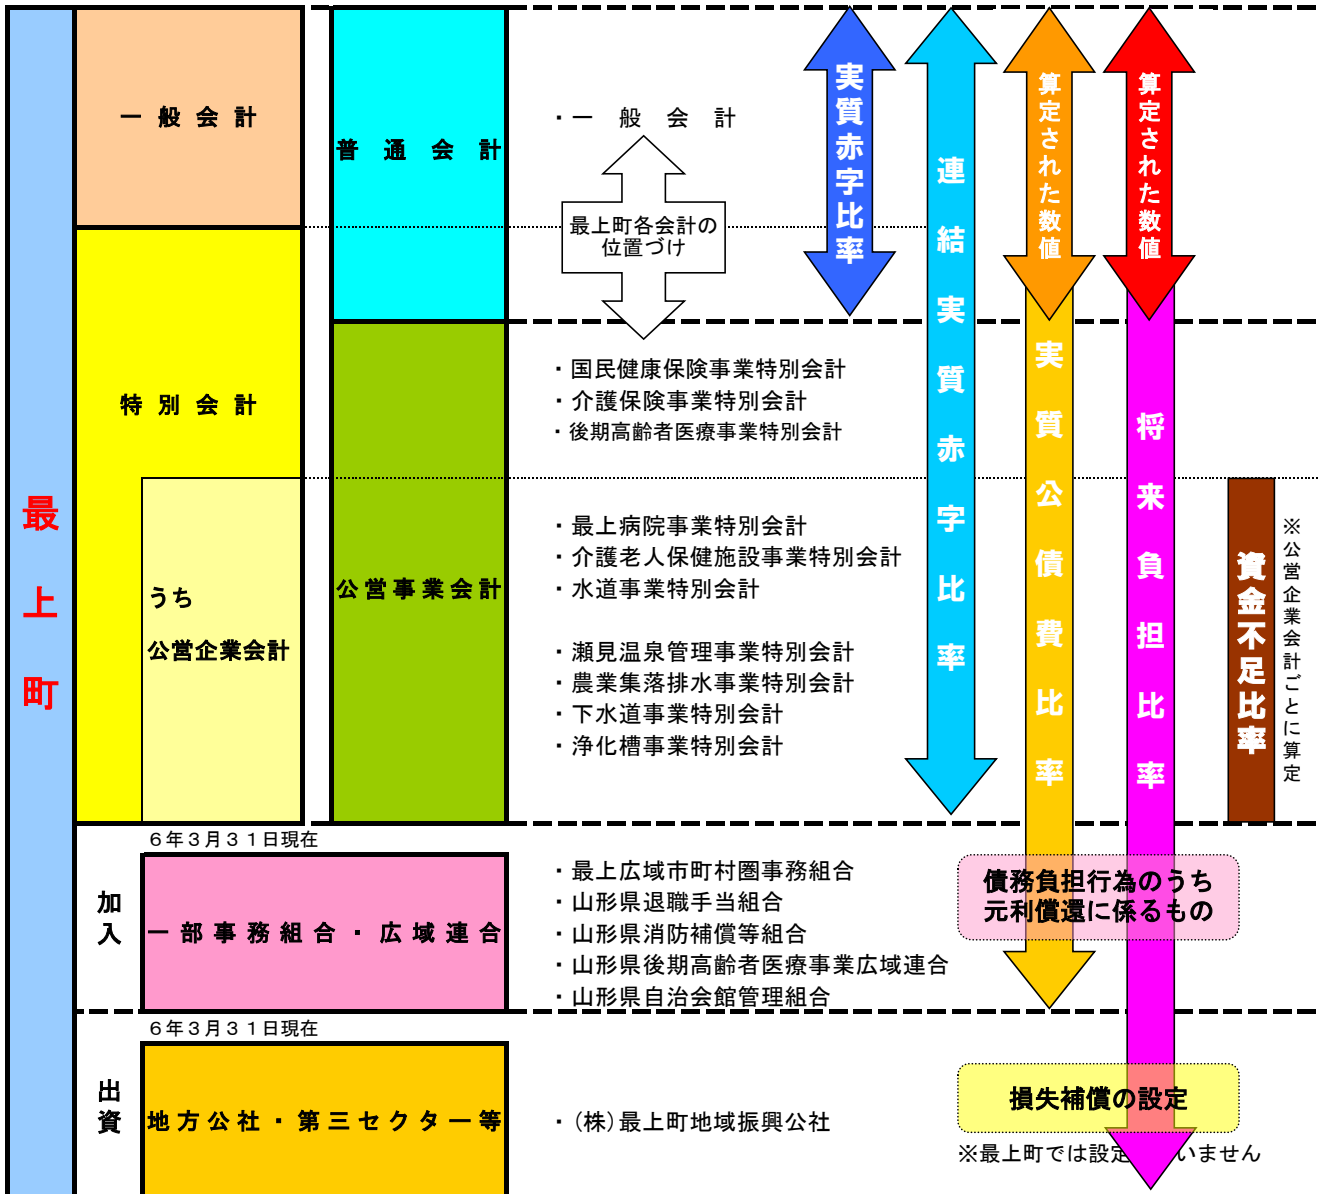 最上町
一般会計
特別会計
うち
公営企業会計
普通会計
公営事業会計
・一般会計
最上町各会計の
位置づけ
・国民健康保険事業特別会計
・介護保険事業特別会計
・後期高齢者医療事業特別会計
・最上病院事業特別会計
・介護老人保健施設事業特別会計
・水道事業特別会計
・瀬見温泉管理事業特別会計
・農業集落排水事業特別会計
・下水道事業特別会計
・浄化槽事業特別会計
実質赤字比率
連結実質赤字比率
算定された数値
実質公債費比率
算定された数値
将来負担比率
資金不足比率
※公営企業会計ごとに算定
6年3月31日現在
加入
一部事務組合・広域連合
・最上広域市町村圏事務組合
・山形県退職手当組合
・山形県消防補償等組合
・山形県後期高齢者医療事業広域連合
・山形県自治会館管理組合
債務負担行為のうち
元利償還に係るもの
6年3月31日現在
出資
地方公社・第三セクター等
・(株)最上町地域振興公社
損失補償の設定
※最上町では設定 いません